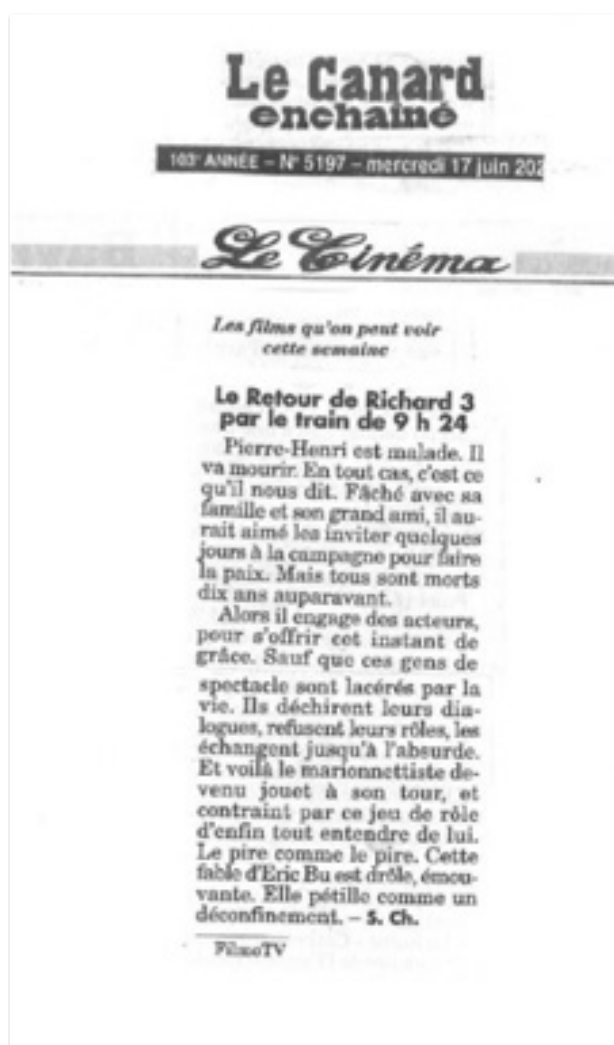 Le Canard
enchaîné
103e ANNÉE – N° 5197 – mercredi 17 juin 202
Le Cinéma
Les films qu'on peut voir
cette semaine
Le Retour de Richard 3
par le train de 9 h 24
Pierre-Henri est malade. Il
va mourir. En tout cas, c'est ce
qu'il nous dit. Fâché avec sa
famille et son grand ami, il au-
rait aimé les inviter quelques
jours à la campagne pour faire
la paix. Mais tous sont morts
dix ans auparavant.
Alors il engage des acteurs,
pour s'offrir cet instant de
grâce. Sauf que ces gens de
spectacle sont lacérés par la
vie. Ils déchirent leurs dia-
logues, refusent leurs rôles, les
échangent jusqu'à l'absurde.
Et voilà le marionnettiste de-
venu jouet à son tour, et
contraint par ce jeu de rôle
d'enfin tout entendre de lui.
Le pire comme le pire. Cette
fable d'Eric Bu est drôle, émou-
vante. Elle pétille comme un
déconfinement. – S. Ch.
FilmoTV